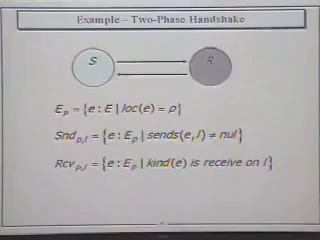 Example – Two-Phase Handshake
S R
E_p = {e : E | loc(e) = p}
Snd_p,l = {e : E_p | sends(e, l) ≠ nul}
Rcv_p,l = {e : E_p | kind(e) is receive on l}